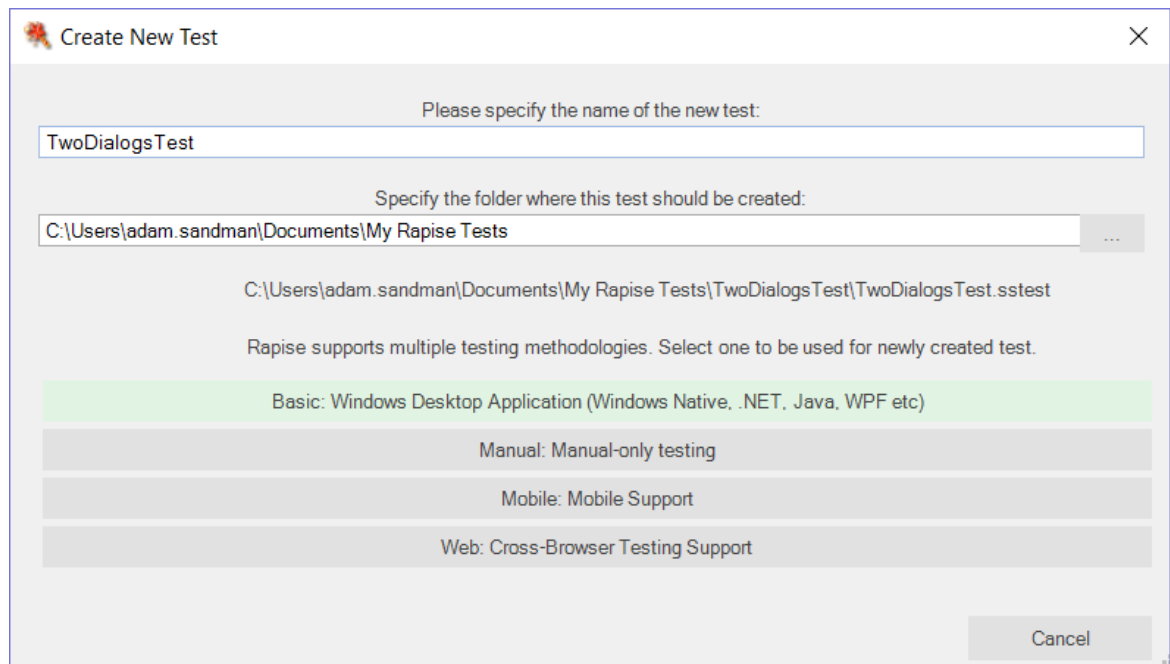 Create New Test
Please specify the name of the new test:
TwoDialogsTest
Specify the folder where this test should be created:
C:\Users\adam.sandman\Documents\My Rapise Tests
...
C:\Users\adam.sandman\Documents\My Rapise Tests\TwoDialogsTest\TwoDialogsTest.sstest
Rapise supports multiple testing methodologies. Select one to be used for newly created test.
Basic: Windows Desktop Application (Windows Native, .NET, Java, WPF etc)
Manual: Manual-only testing
Mobile: Mobile Support
Web: Cross-Browser Testing Support
Cancel